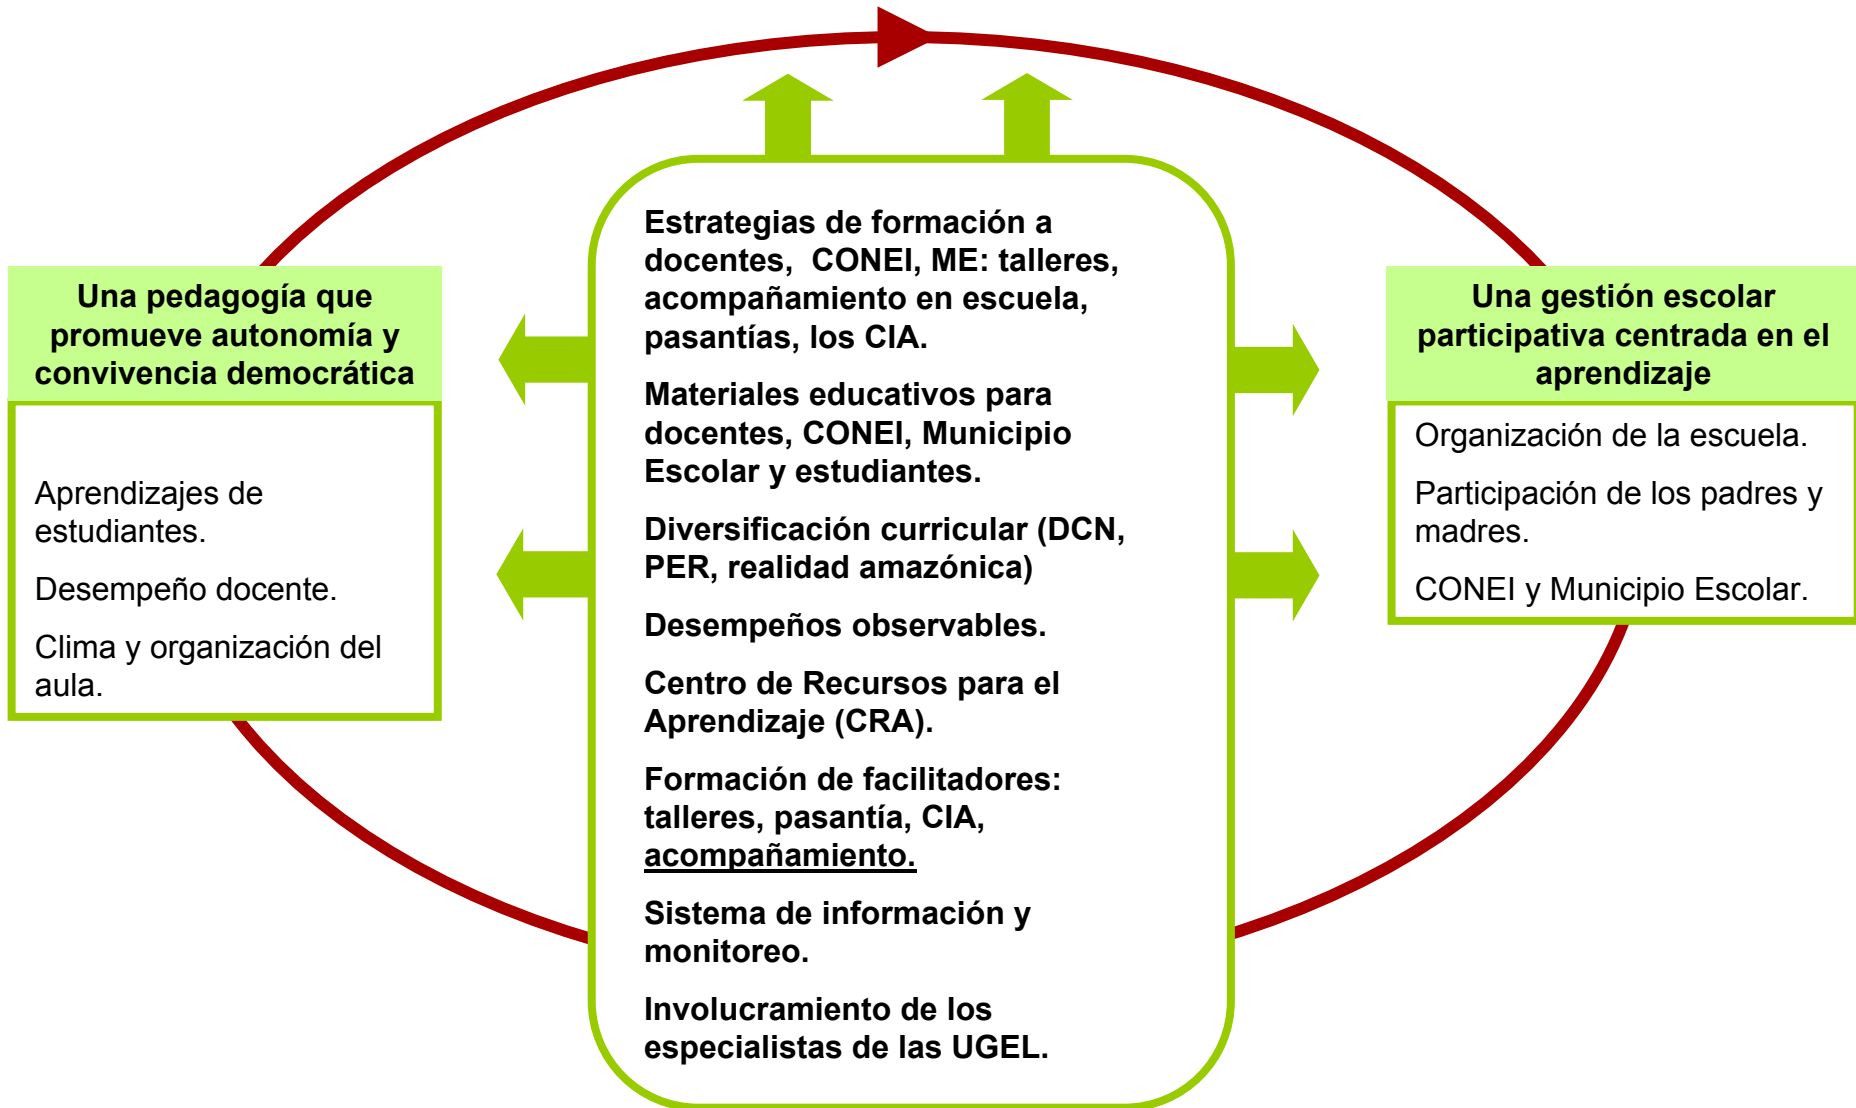 Una pedagogía que
promueve autonomía y
convivencia democrática
Aprendizajes de
estudiantes.
Desempeño docente.
Clima y organización del
aula.
Estrategias de formación a
docentes,  CONEI, ME: talleres,
acompañamiento en escuela,
pasantías, los CIA.
Materiales educativos para
docentes, CONEI, Municipio
Escolar y estudiantes.
Diversificación curricular (DCN,
PER, realidad amazónica)
Desempeños observables.
Centro de Recursos para el
Aprendizaje (CRA).
Formación de facilitadores:
talleres, pasantía, CIA,
acompañamiento.
Sistema de información y
monitoreo.
Involucramiento de los
especialistas de las UGEL.
Una gestión escolar
participativa centrada en el
aprendizaje
Organización de la escuela.
Participación de los padres y
madres.
CONEI y Municipio Escolar.